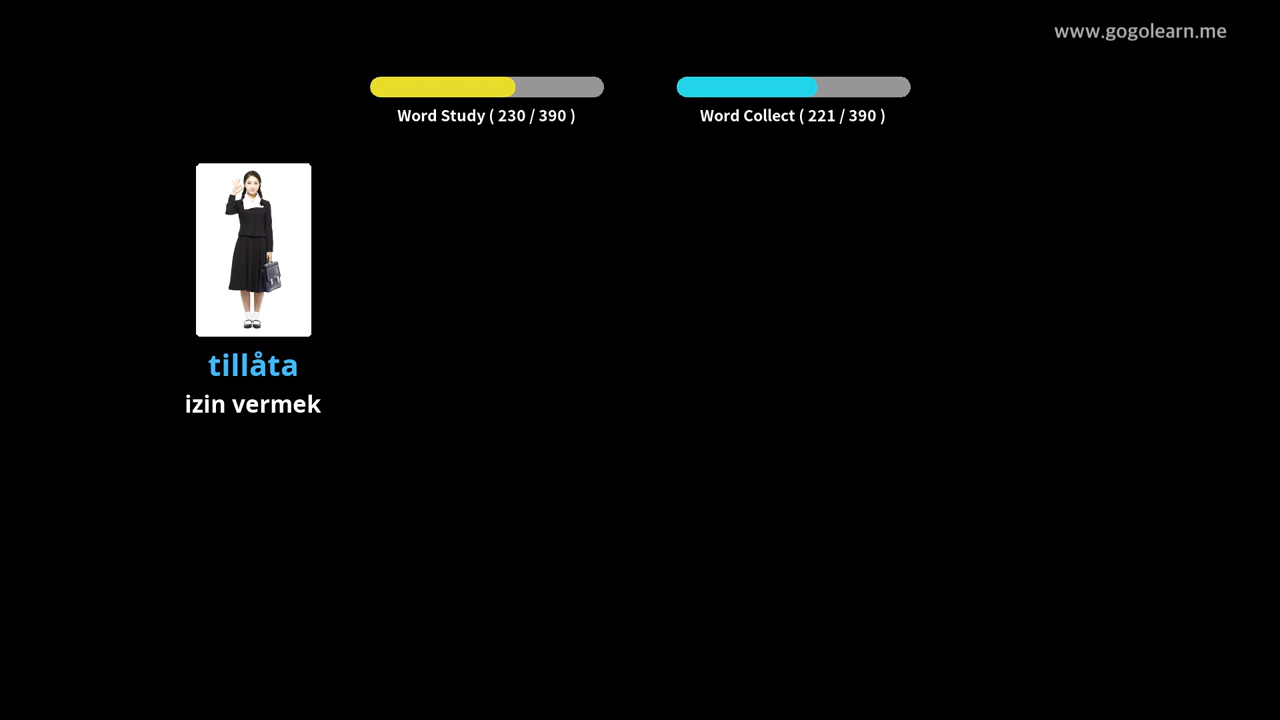 www.gogolearn.me
Word Study ( 230 / 390 )
Word Collect ( 221 / 390 )
tillåta
izin vermek